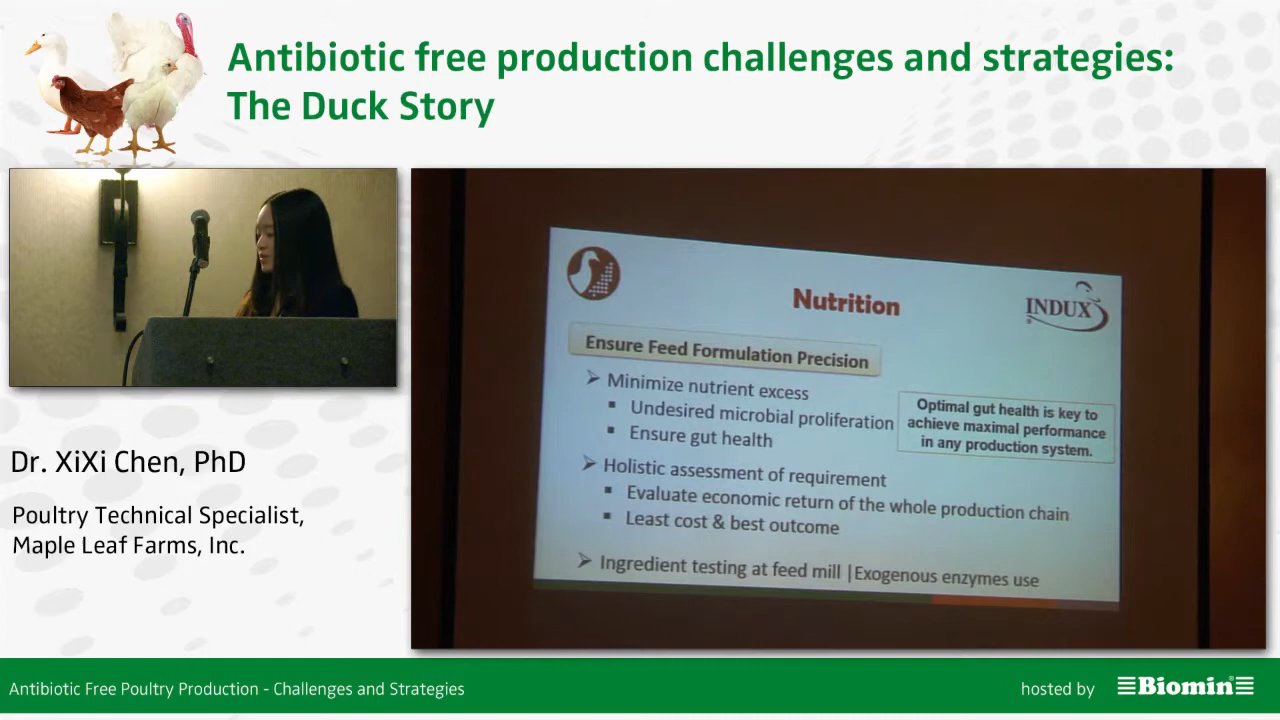 Antibiotic free production challenges and strategies:
The Duck Story
Nutrition
INDUX
®
Ensure Feed Formulation Precision
➢ Minimize nutrient excess
▪ Undesired microbial proliferation
▪ Ensure gut health
Optimal gut health is key to
achieve maximal performance
in any production system.
➢ Holistic assessment of requirement
▪ Evaluate economic return of the whole production chain
▪ Least cost & best outcome
➢ Ingredient testing at feed mill |Exogenous enzymes use
Dr. XiXi Chen, PhD
Poultry Technical Specialist,
Maple Leaf Farms, Inc.
Antibiotic Free Poultry Production - Challenges and Strategies
hosted by
Biomin®